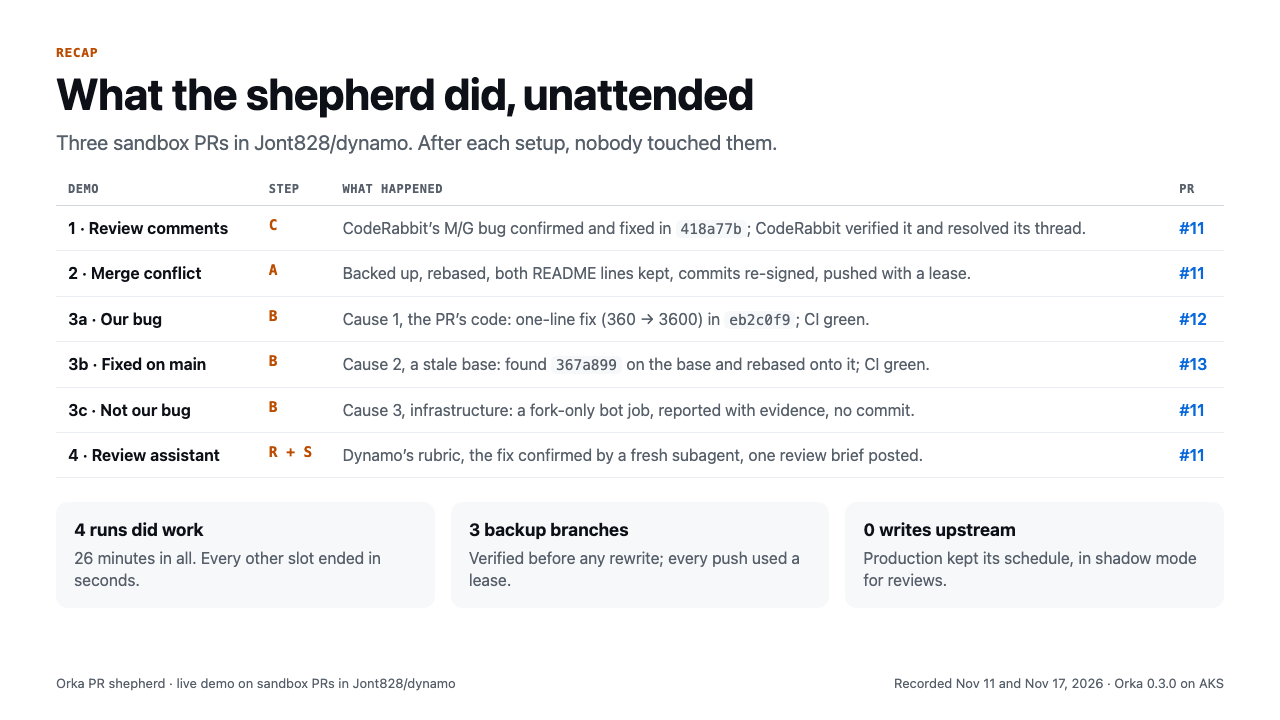 RECAP
What the shepherd did, unattended
Three sandbox PRs in Jont828/dynamo. After each setup, nobody touched them.
DEMO STEP WHAT HAPPENED PR
1 · Review comments C CodeRabbit’s M/G bug confirmed and fixed in 418a77b; CodeRabbit verified it and resolved its thread. #11
2 · Merge conflict A Backed up, rebased, both README lines kept, commits re-signed, pushed with a lease. #11
3a · Our bug B Cause 1, the PR’s code: one-line fix (360 → 3600) in eb2c0f9; CI green. #12
3b · Fixed on main B Cause 2, a stale base: found 367a899 on the base and rebased onto it; CI green. #13
3c · Not our bug B Cause 3, infrastructure: a fork-only bot job, reported with evidence, no commit. #11
4 · Review assistant R + S Dynamo’s rubric, the fix confirmed by a fresh subagent, one review brief posted. #11
4 runs did work
26 minutes in all. Every other slot ended in
seconds.
3 backup branches
Verified before any rewrite; every push used a
lease.
0 writes upstream
Production kept its schedule, in shadow mode
for reviews.
Orka PR shepherd · live demo on sandbox PRs in Jont828/dynamo
Recorded Nov 11 and Nov 17, 2026 · Orka 0.3.0 on AKS